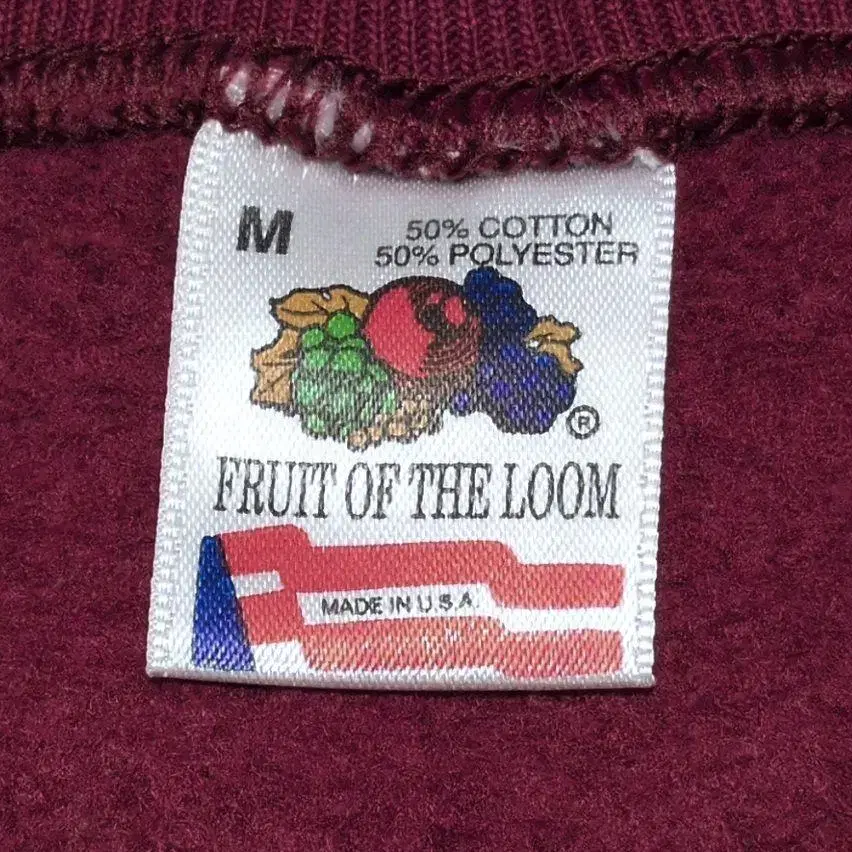 M
50% COTTON
50% POLYESTER
®
FRUIT OF THE LOOM
MADE IN U.S.A.